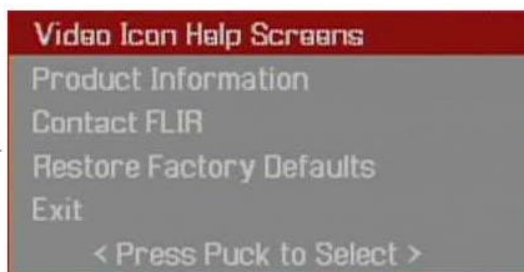 Video Icon Help Screens
Product Information
Contact FLIR
Restore Factory Defaults
Exit
< Press Puck to Select >